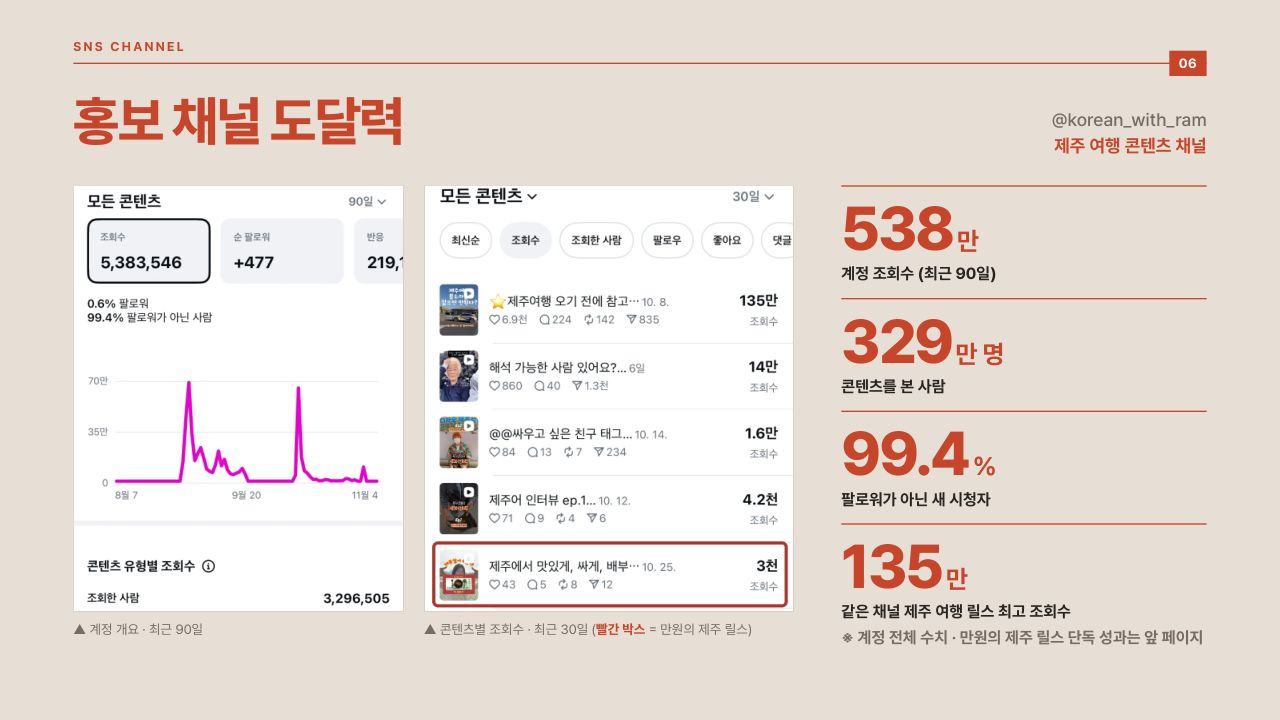 SNS CHANNEL
06
홍보 채널 도달력
@korean_with_ram
제주 여행 콘텐츠 채널
모든 콘텐츠
90일
조회수
5,383,546
순 팔로워
+477
반응
219,1
0.6% 팔로워
99.4% 팔로워가 아닌 사람
70만
35만
0
8월 7
9월 20
11월 4
콘텐츠 유형별 조회수
조회한 사람
3,296,505
▲ 계정 개요 · 최근 90일
모든 콘텐츠
30일
최신순
조회수
조회한 사람
팔로우
좋아요
댓글
⭐제주여행 오기 전에 참고… 10. 8.
135만
6.9천 224 142 835
조회수
해석 가능한 사람 있어요?... 6일
14만
860 40 1.3천
조회수
@@싸우고 싶은 친구 태그... 10. 14.
1.6만
84 13 7 234
조회수
제주어 인터뷰 ep.1... 10. 12.
4.2천
71 9 4 6
조회수
제주에서 맛있게, 싸게, 배부… 10. 25.
3천
43 5 8 12
조회수
▲ 콘텐츠별 조회수 · 최근 30일 (빨간 박스 = 만원의 제주 릴스)
538만
계정 조회수 (최근 90일)
329만 명
콘텐츠를 본 사람
99.4%
팔로워가 아닌 새 시청자
135만
같은 채널 제주 여행 릴스 최고 조회수
※ 계정 전체 수치 · 만원의 제주 릴스 단독 성과는 앞 페이지